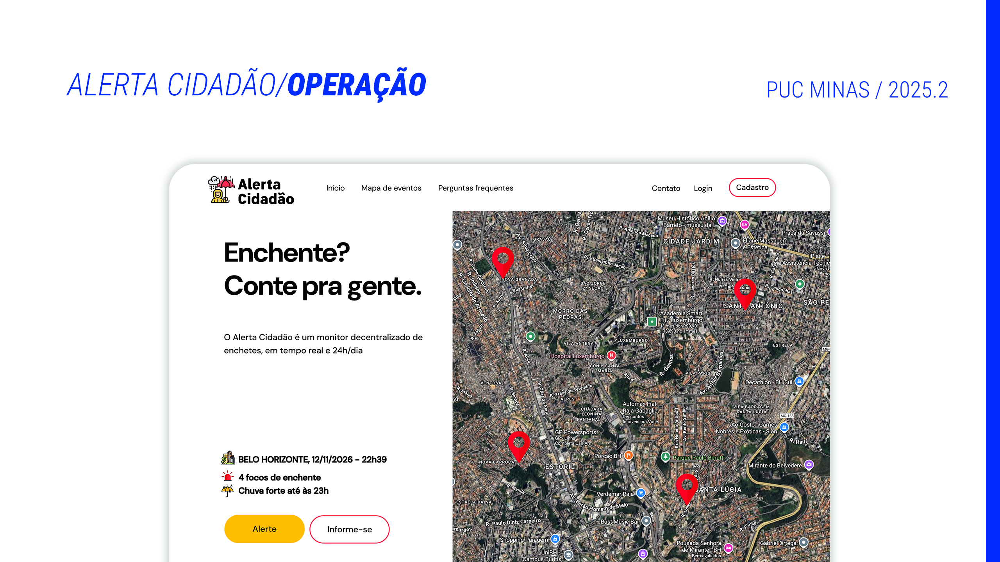 ALERTA CIDADÃO/OPERAÇÃO
PUC MINAS / 2025.2
Alerta
Cidadão
Início
Mapa de eventos
Perguntas frequentes
Contato
Login
Cadastro
Enchente?
Conte pra gente.
O Alerta Cidadão é um monitor decentralizado de
enchetes, em tempo real e 24h/dia
BELO HORIZONTE, 12/11/2026 - 22h39
4 focos de enchente
Chuva forte até às 23h
Alerte
Informe-se
R. Gen. A
R. Oscar Tro
Museu Histórico Abílio
Barreto - museu da...
R. Américo Macedo
Av. Silva Lobo
GRAJAÚ
CIDADE JARDIM
Praça da Savassi
Eliane Massagem
e Estética
iPlace -
Assistência Técnic
Nova G
do
Rua Benjamim Jacob
R. Gama Cerqueira
R. Indiana
R. Lindolfo de Azevedo
R. Carangola
R. Tavares Bastos
NOVA GRANADA
Rua Garret
SÃO JORGE
2ª SEÇÃO
R. Nunes Viêira
R. Congonhas
gotá
R. Xapuri
SANT ANTÔNIO
SÃO PE
MORRO DAS
PEDRAS
Academia Smart
Fit - Luxemburgo
1º mês por R$9,90
- R$9,90 no 1º mês
R. Xapuri
VILA ANTENA
LUXEMBURGO
ESTRELA
MG-
R. Alice
Hospital Luxemburgo
CONJ. SANTA
MARIA
R. Gentios
Rua 4
VILA PARIS
Av. Arthur Bernardes
VENTOSA
Decathlon - BH Sul
R. Malva
R. Santos
R. Onze de Abril
R. Treze de Setembro
ALPES
AÍ
Automax Fiat -
Raja Gabaglia
Descontos
Incríveis pra Você
CHÁCARA
LEONINA
PANTANAL
Rua Helena Antipoff
Av. Bento Simão
VILA BARRAGEM
SANTA LÚCIA
MG-155
Ao Gosto - Carnes
Nobres e Exóticas - Sion
GP Powersports
GP - Linha
Completa Can-Am
R. Haití
Porcão BH
Parque Paulo Berutti
NOVA BARROCA
ESTORIL
Mirante do Belvedere
R. Kepl
R. Manila
SANTA LÚCIA
Verdemar Raja
ESTRELA DALVA
Av. Barão Homem de Melo
R. Uni
R. Paulo Diniz Carneiro
Rust Music Bar
imarães
Shopping Paragem
Pousada Senhora
do Mirante - BH
Bem avaliados
Gabriel Ortega
UniBH -
Campus Buritis